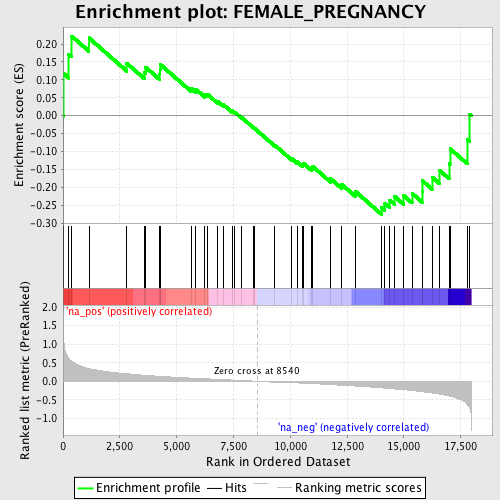 Enrichment plot: FEMALE_PREGNANCY
Enrichment score (ES)
0.20
0.15
0.10
0.05
0.00
-0.05
-0.10
-0.15
-0.20
-0.25
-0.30
'na_pos' (positively correlated)
Ranked list metric (PreRanked)
2.0
1.5
1.0
0.5
0.0
-0.5
-1.0
Zero cross at 8540
'na_neg' (negatively correlated)
0
2,500
5,000
7,500
10,000
12,500
15,000
17,500
Rank in Ordered Dataset
Enrichment profile
Hits
Ranking metric scores